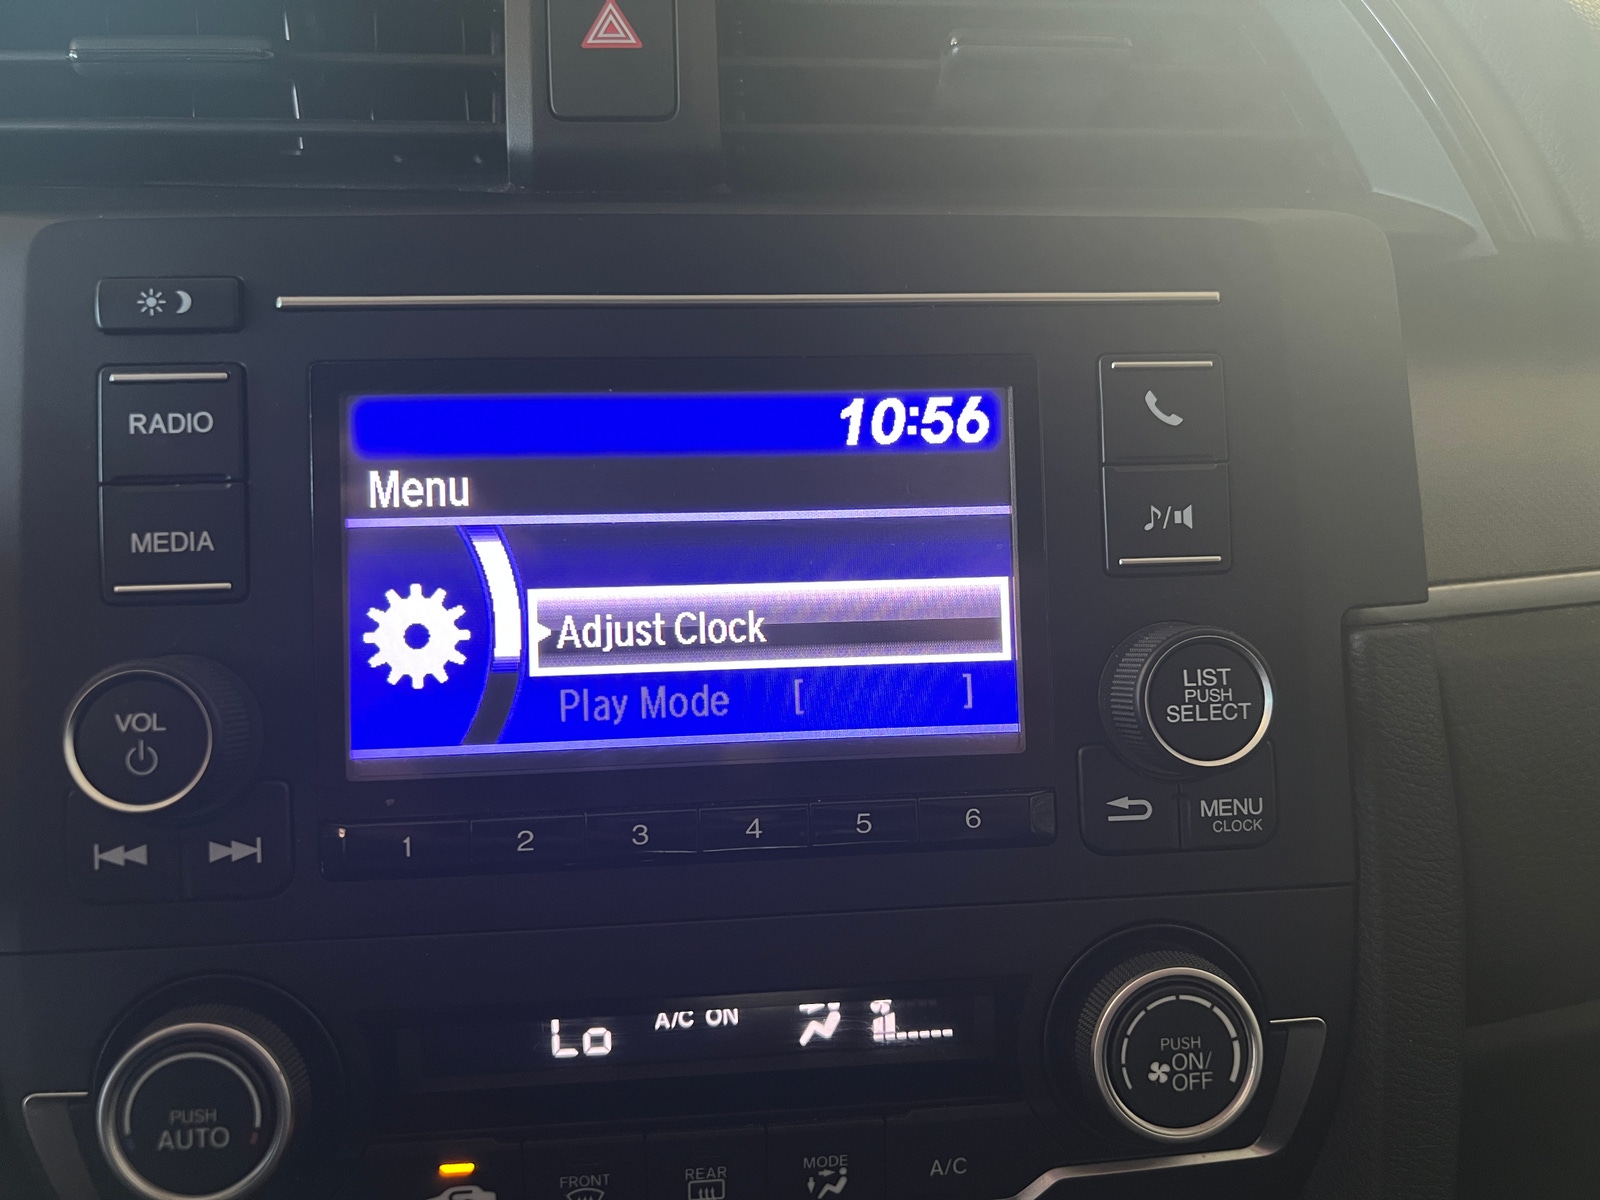 10:56
RADIO
Menu
MEDIA
Adjust Clock
Play Mode [ ]
LIST
PUSH
SELECT
VOL
MENU
CLOCK
1 2 3 4 5 6
Lo A/C ON
PUSH
ON/
OFF
PUSH
AUTO
FRONT
REAR
MODE
A/C